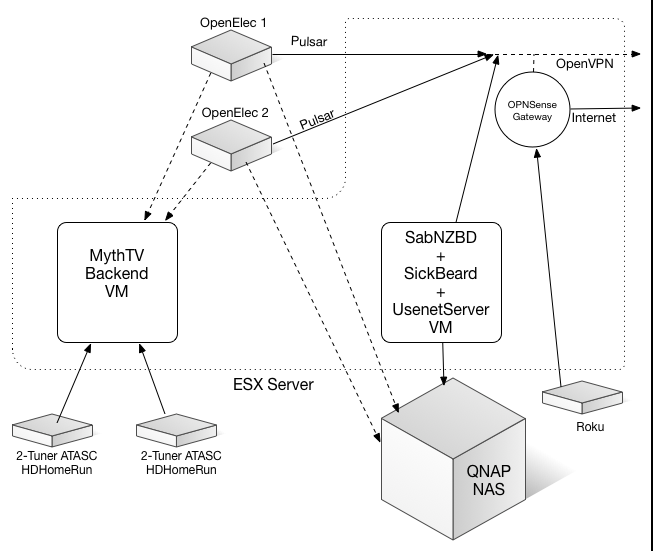 OpenElec 1
Pulsar
OpenVPN
OPNSense
Gateway
Internet
OpenElec 2
Pulsar
MythTV
Backend
VM
SabNZBD
+
SickBeard
+
UsenetServer
VM
ESX Server
2-Tuner ATASC
HDHomeRun
2-Tuner ATASC
HDHomeRun
Roku
QNAP
NAS